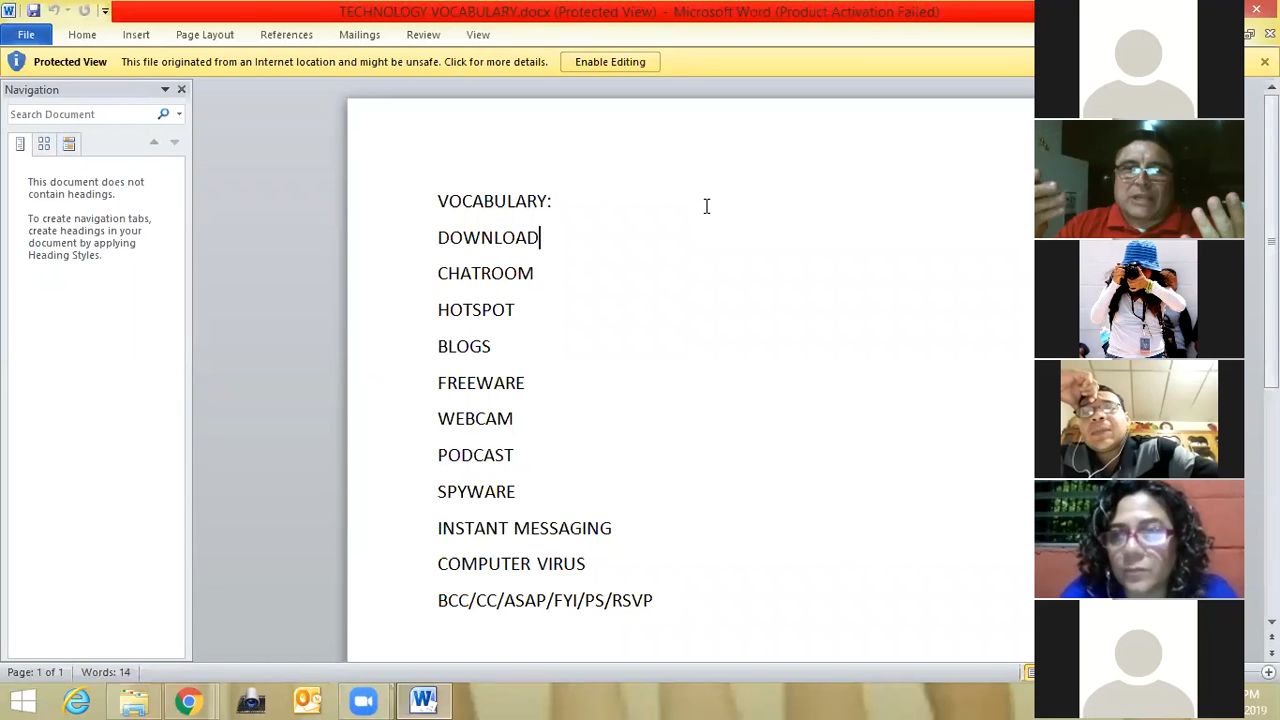 TECHNOLOGY VOCABULARY.docx (Protected View) - Microsoft Word (Product Activation Failed)
File Home Insert Page Layout References Mailings Review View
Protected View This file originated from an Internet location and might be unsafe. Click for more details. Enable Editing
Navigation
Search Document
This document does not
contain headings.
To create navigation tabs,
create headings in your
document by applying
Heading Styles.
VOCABULARY:
DOWNLOAD
CHATROOM
HOTSPOT
BLOGS
FREEWARE
WEBCAM
PODCAST
SPYWARE
INSTANT MESSAGING
COMPUTER VIRUS
BCC/CC/ASAP/FYI/PS/RSVP
Page: 1 of 1 Words: 14
PM
2019